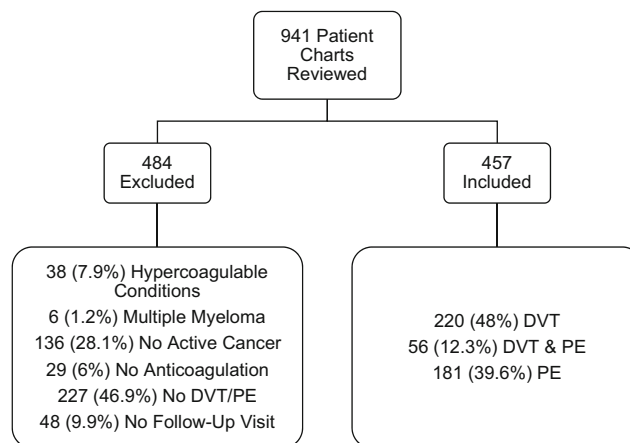 941 Patient
Charts
Reviewed
484
Excluded
457
Included
38 (7.9%) Hypercoagulable
Conditions
6 (1.2%) Multiple Myeloma
136 (28.1%) No Active Cancer
29 (6%) No Anticoagulation
227 (46.9%) No DVT/PE
48 (9.9%) No Follow-Up Visit
220 (48%) DVT
56 (12.3%) DVT & PE
181 (39.6%) PE